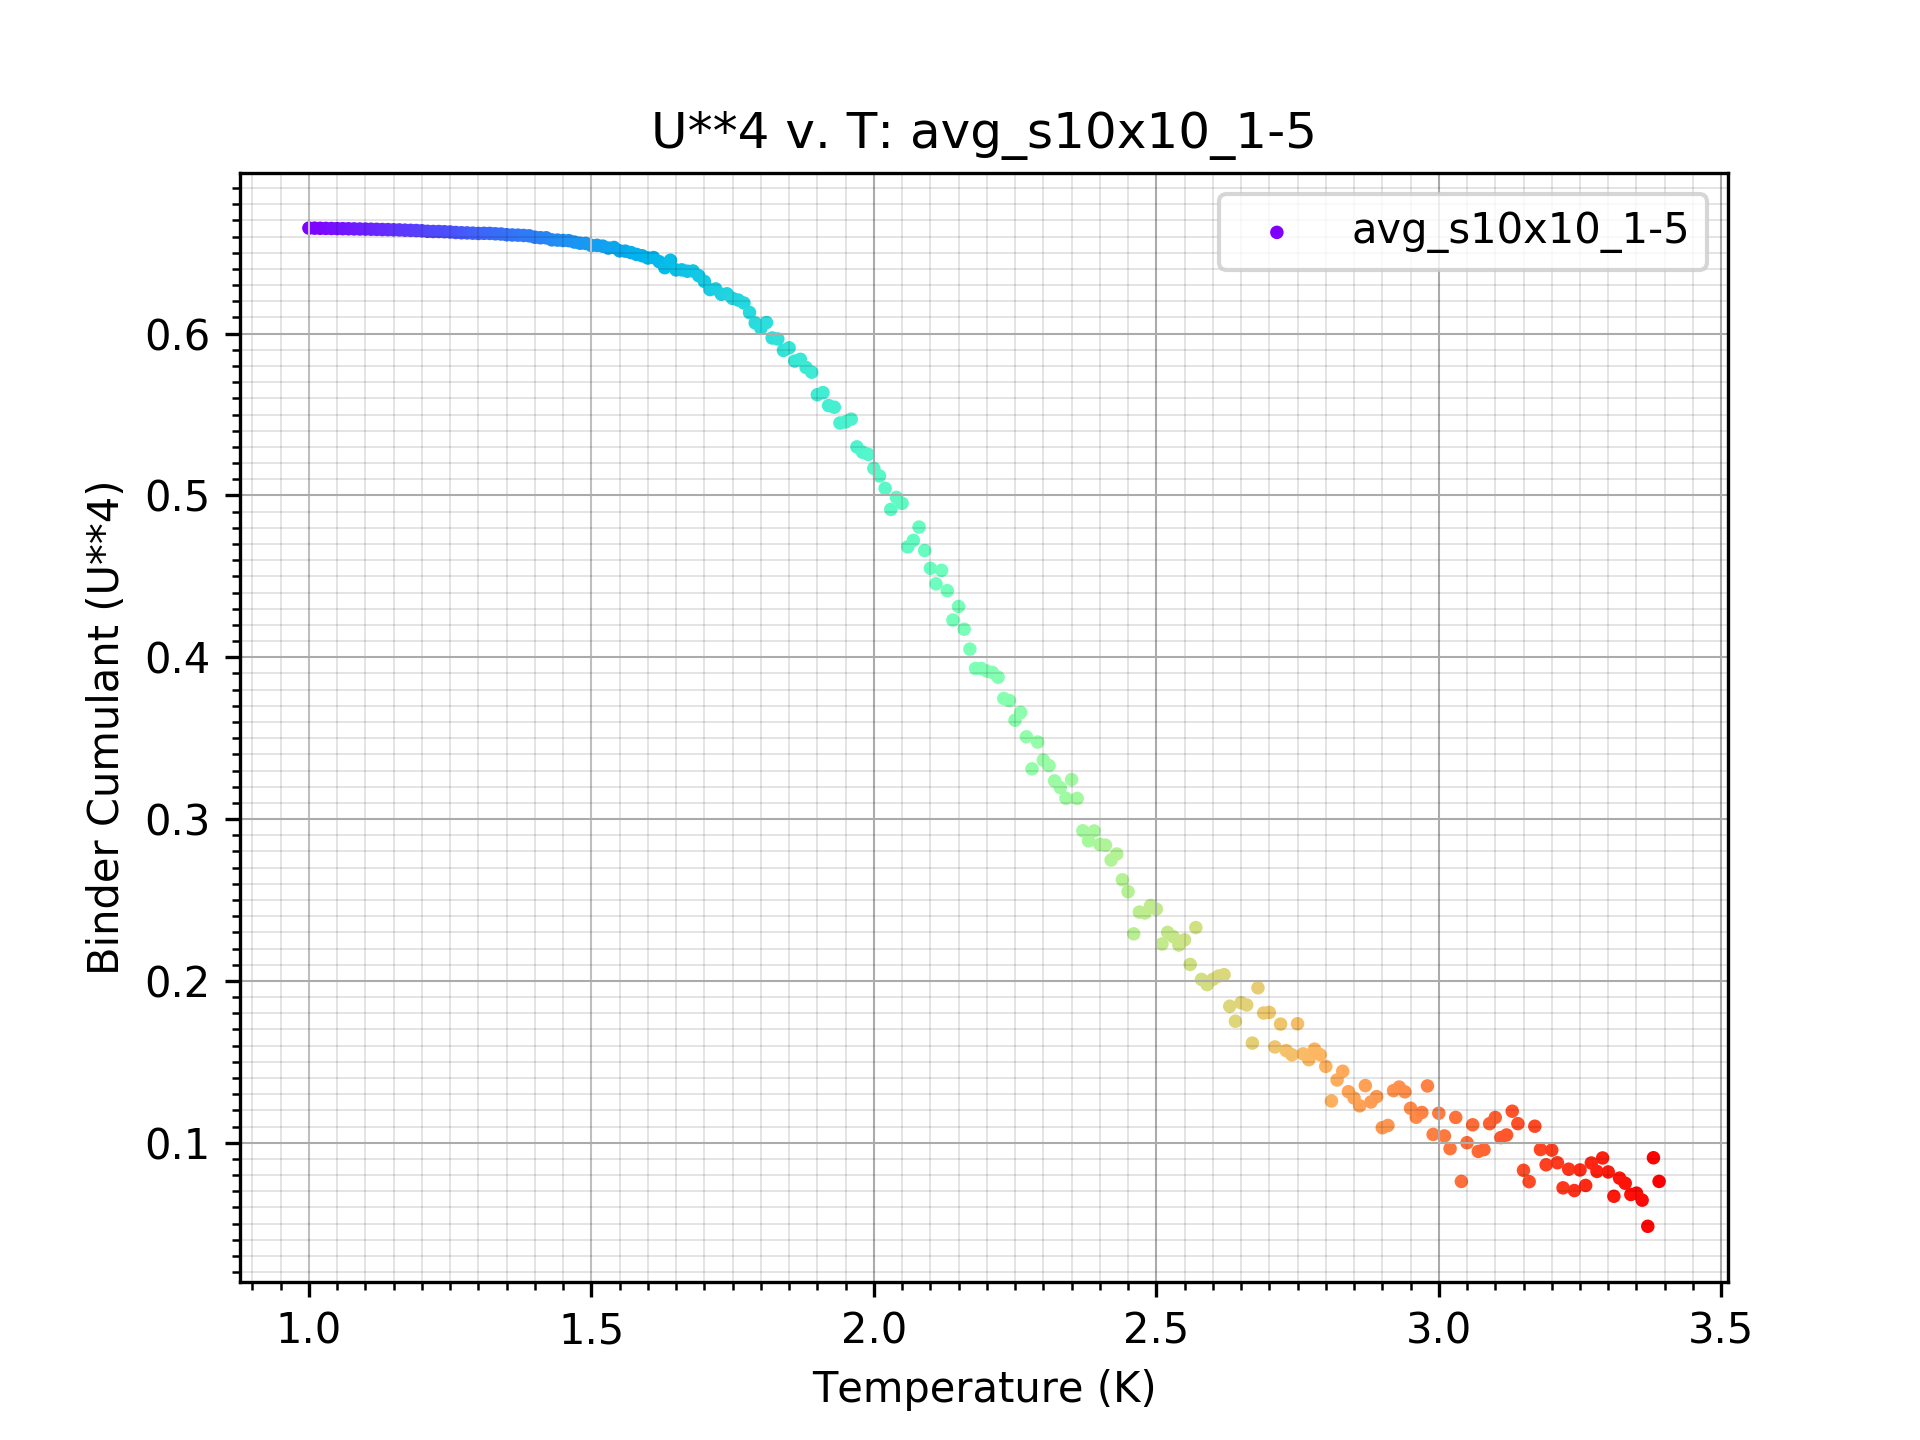 U**4 v. T: avg_s10x10_1-5
avg_s10x10_1-5
Binder Cumulant (U**4)
0.6
0.5
0.4
0.3
0.2
0.1
1.0 1.5 2.0 2.5 3.0 3.5
Temperature (K)